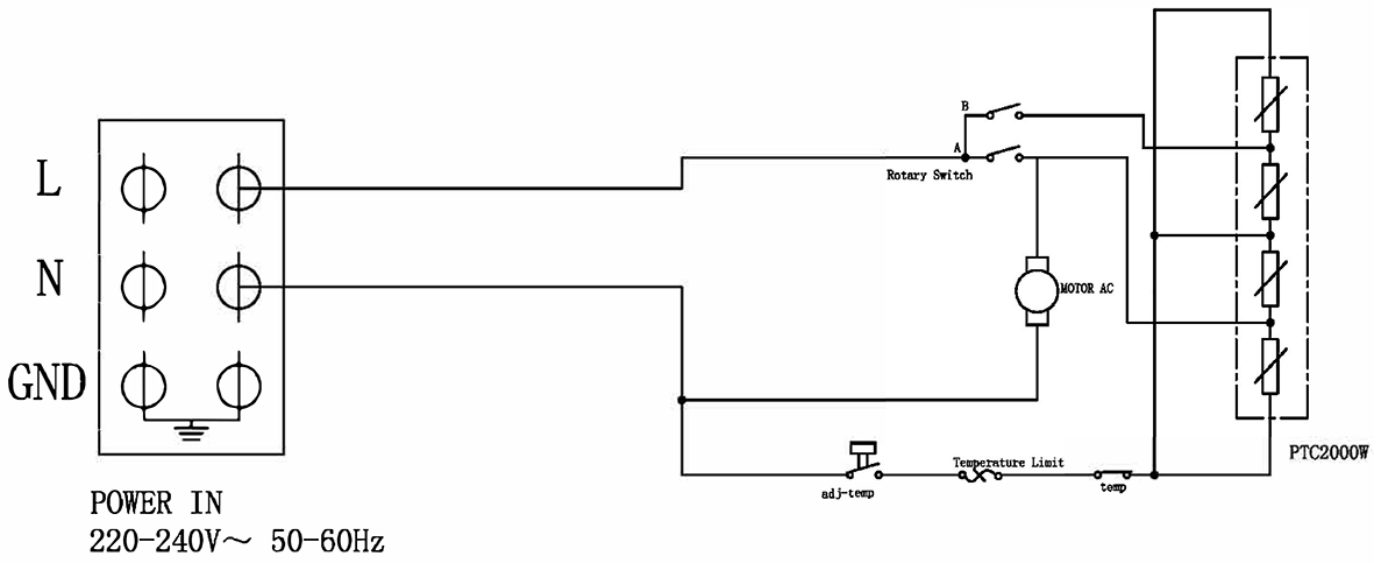 L
N
GND
POWER IN
220-240V～ 50-60Hz
B
A
Rotary Switch
MOTOR AC
adj-temp
Temperature Limit
temp
PTC2000W